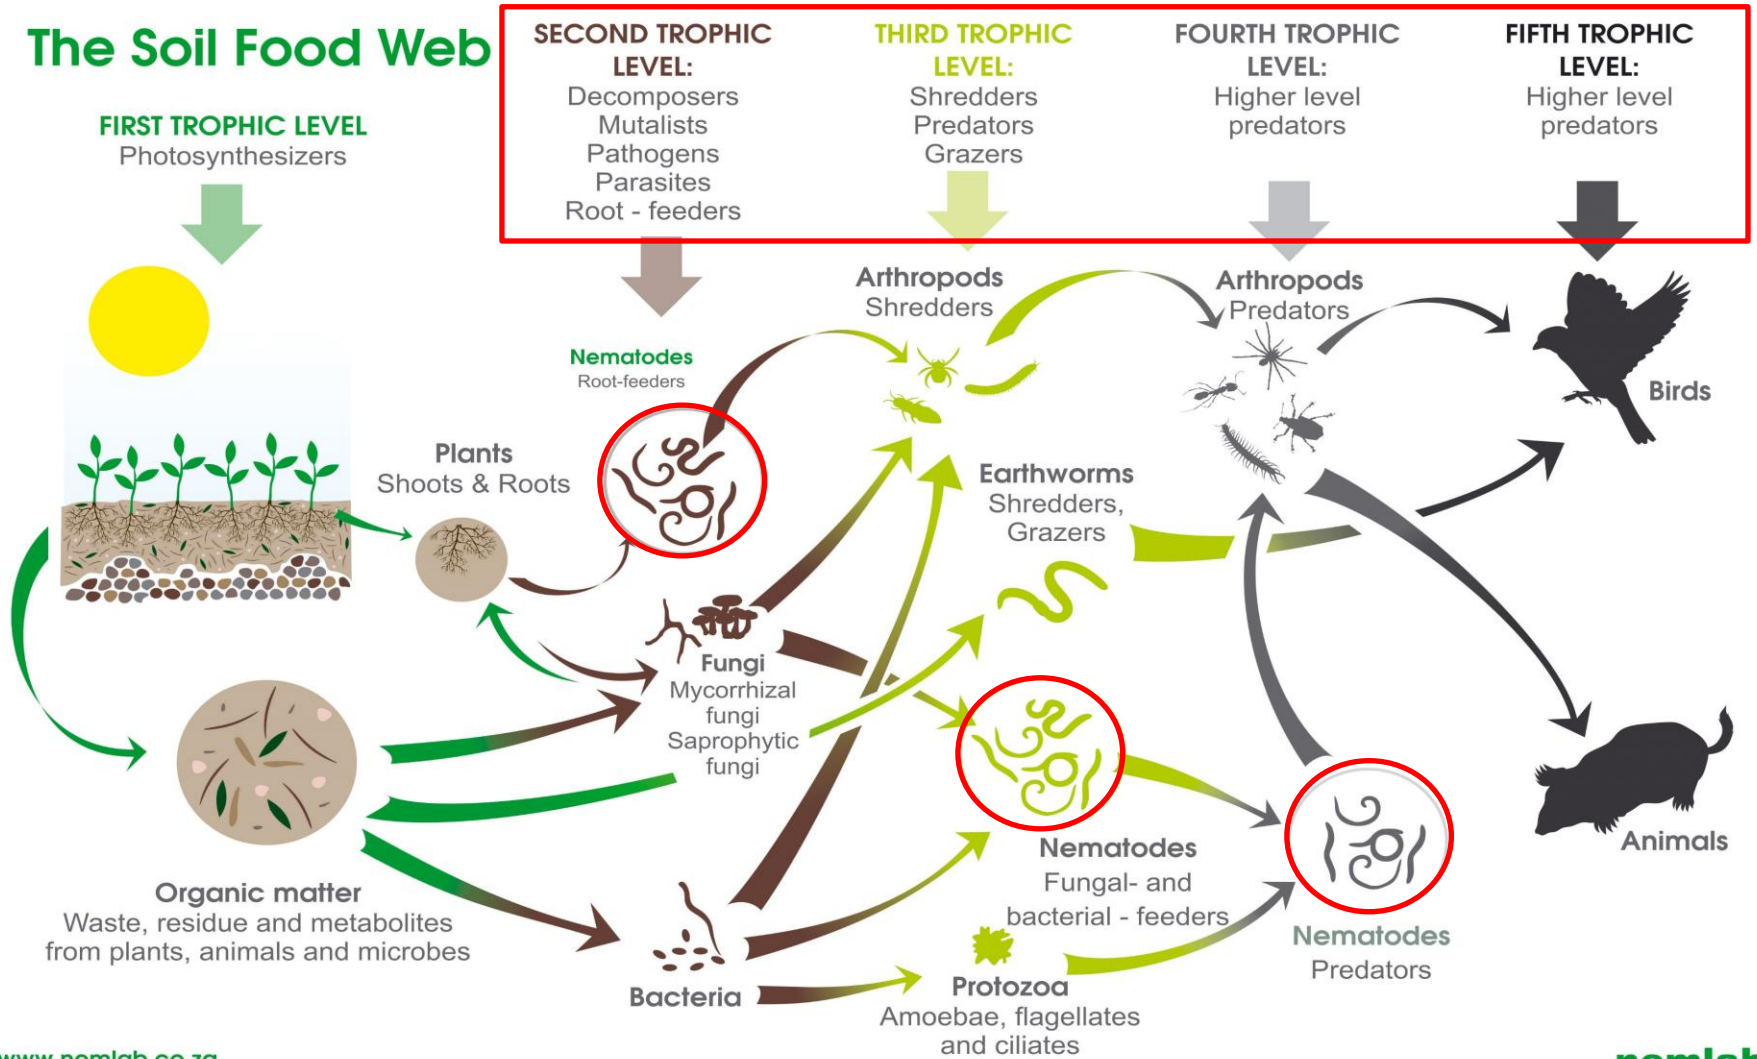 The Soil Food Web
FIRST TROPHIC LEVEL
Photosynthesizers
SECOND TROPHIC
LEVEL:
Decomposers
Mutalists
Pathogens
Parasites
Root - feeders
THIRD TROPHIC
LEVEL:
Shredders
Predators
Grazers
FOURTH TROPHIC
LEVEL:
Higher level
predators
FIFTH TROPHIC
LEVEL:
Higher level
predators
Nematodes
Root-feeders
Arthropods
Shredders
Arthropods
Predators
Birds
Plants
Shoots & Roots
Earthworms
Shredders,
Grazers
Fungi
Mycorrhizal
fungi
Saprophytic
fungi
Organic matter
Waste, residue and metabolites
from plants, animals and microbes
Bacteria
Nematodes
Fungal- and
bacterial - feeders
Protozoa
Amoebae, flagellates
and ciliates
Nematodes
Predators
Animals